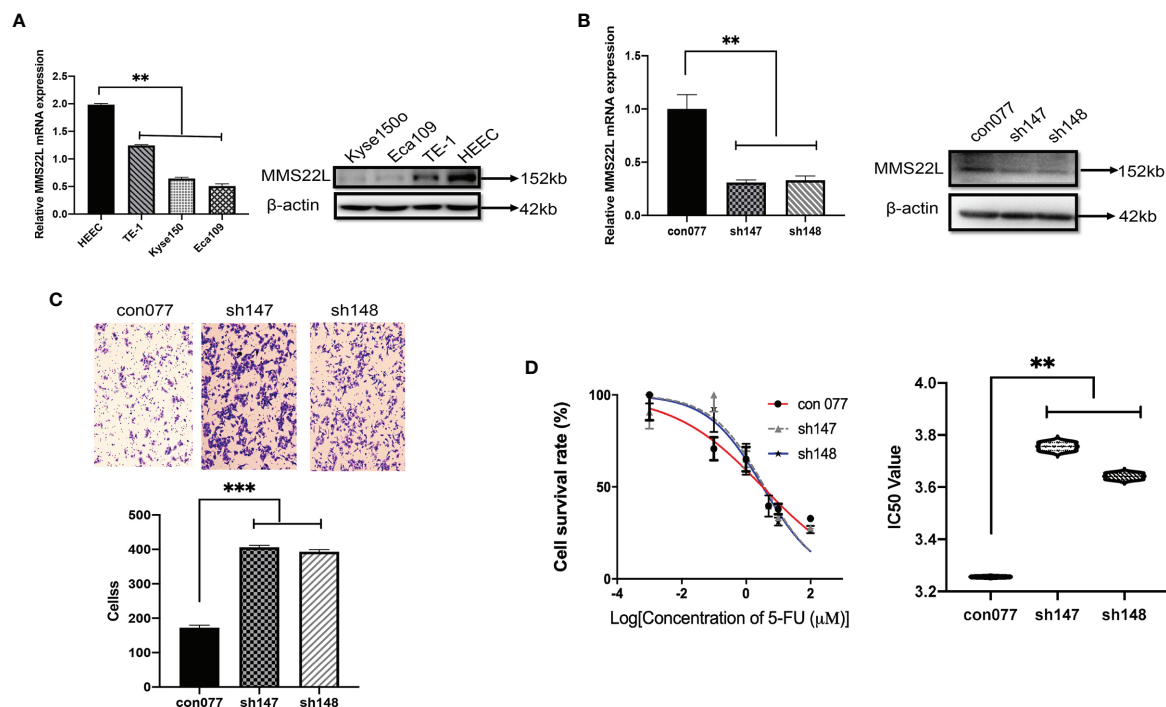 A
Relative MMS22L mRNA expression
2.5
2.0
1.5
1.0
0.5
0.0
**
HEEC
TE-1
Kyse150
Eca109
Kyse150o
Eca109
TE-1
HEEC
MMS22L
152kb
β-actin
42kb
B
Relative MMS22L mRNA expression
1.5
1.0
0.5
0.0
**
con077
sh147
sh148
con077
sh147
sh148
MMS22L
152kb
β-actin
42kb
C
con077
sh147
sh148
Cellss
500
400
300
200
100
0
***
con077
sh147
sh148
D
Cell survival rate (%)
100
50
0
-4
-2
0
2
4
Log[Concentration of 5-FU (μM)]
con 077
sh147
sh148
IC50 Value
4.0
3.8
3.6
3.4
3.2
**
con077
sh147
sh148